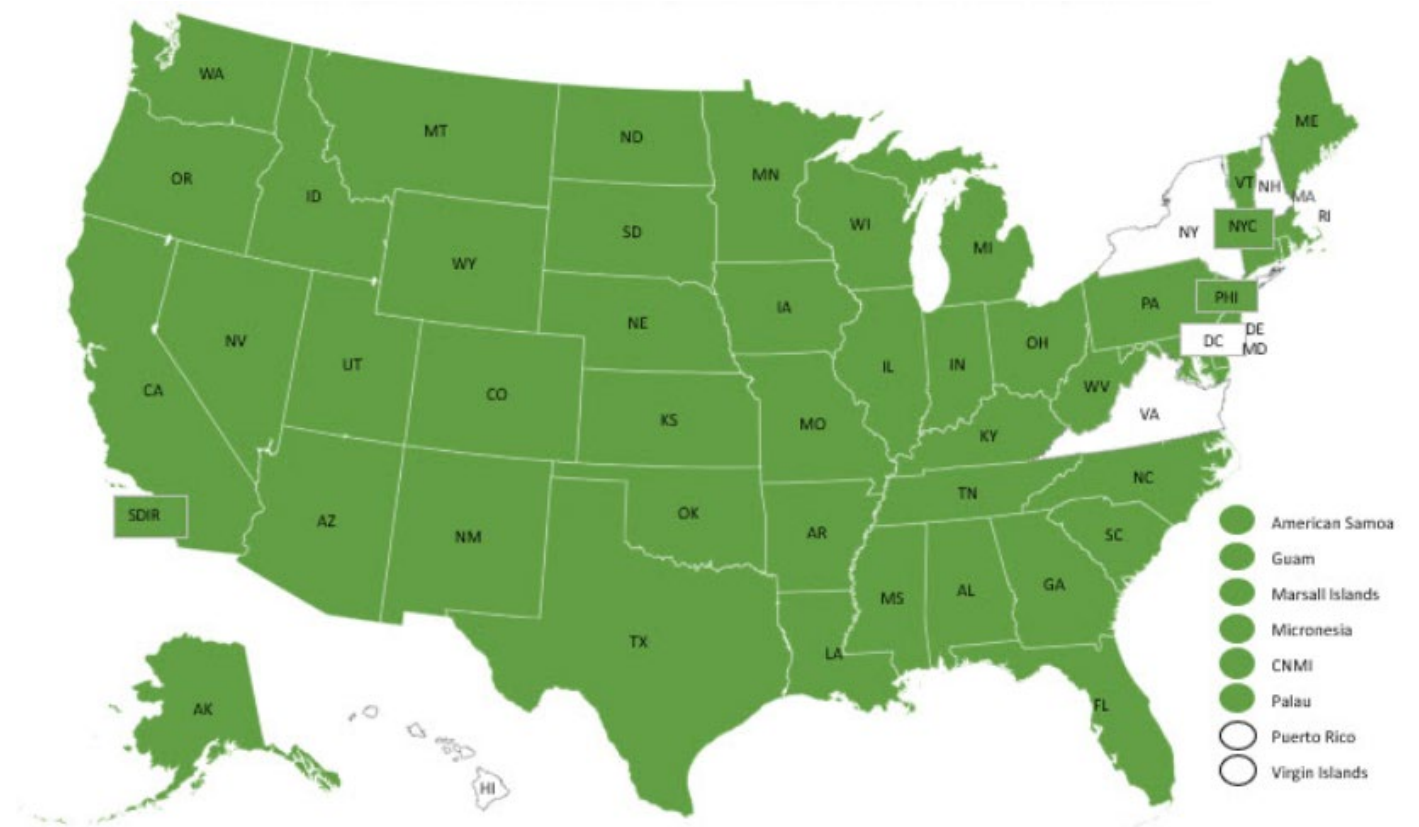 WA
MT
ND
MN
ME
OR
ID
SD
WI
MI
VT
NH
MA
RI
NY
NYC
WY
IA
PA
PHI
NE
NV
UT
CO
IL
IN
OH
DC
DE
MD
CA
KS
MO
WV
VA
KY
SDIR
AZ
NM
OK
AR
TN
NC
SC
MS
AL
GA
TX
LA
FL
AK
HI
American Samoa
Guam
Marsall Islands
Micronesia
CNMI
Palau
Puerto Rico
Virgin Islands